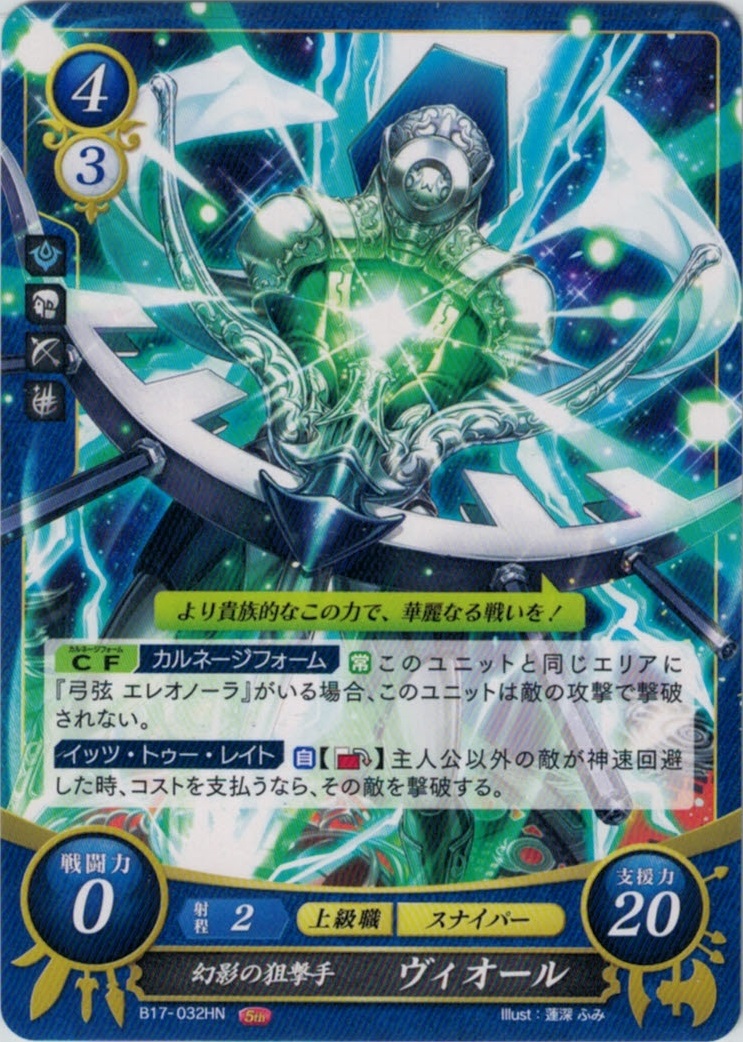 4
3
より貴族的なこの力で、華麗なる戦いを!
カルネージフォーム
CF カルネージフォーム 常 このユニットと同じエリアに
『弓弦 エレオノーラ』がいる場合、このユニットは敵の攻撃で撃破
されない。
イッツ・トゥー・レイト 自【】主人公以外の敵が神速回避
した時、コストを支払うなら、その敵を撃破する。
戦闘力
0
射程 2
上級職 スナイパー
支援力
20
幻影の狙撃手 ヴィオール
B17-032HN 5th Illust:蓮深 ふみ